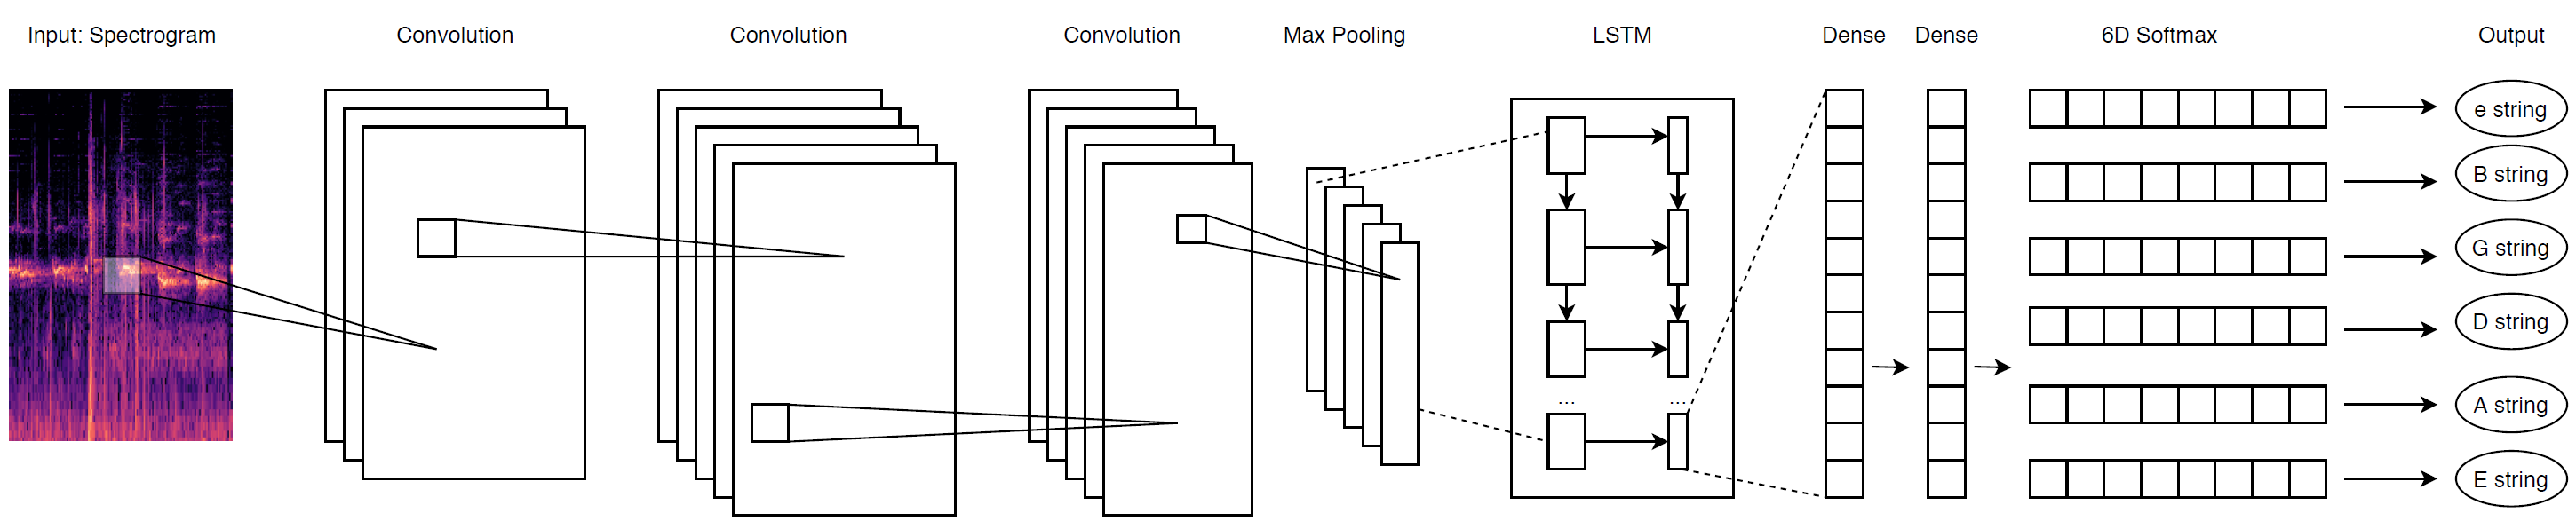 Input: Spectrogram
Convolution
Convolution
Convolution
Max Pooling
LSTM
Dense
Dense
6D Softmax
Output
...
...
e string
B string
G string
D string
A string
E string